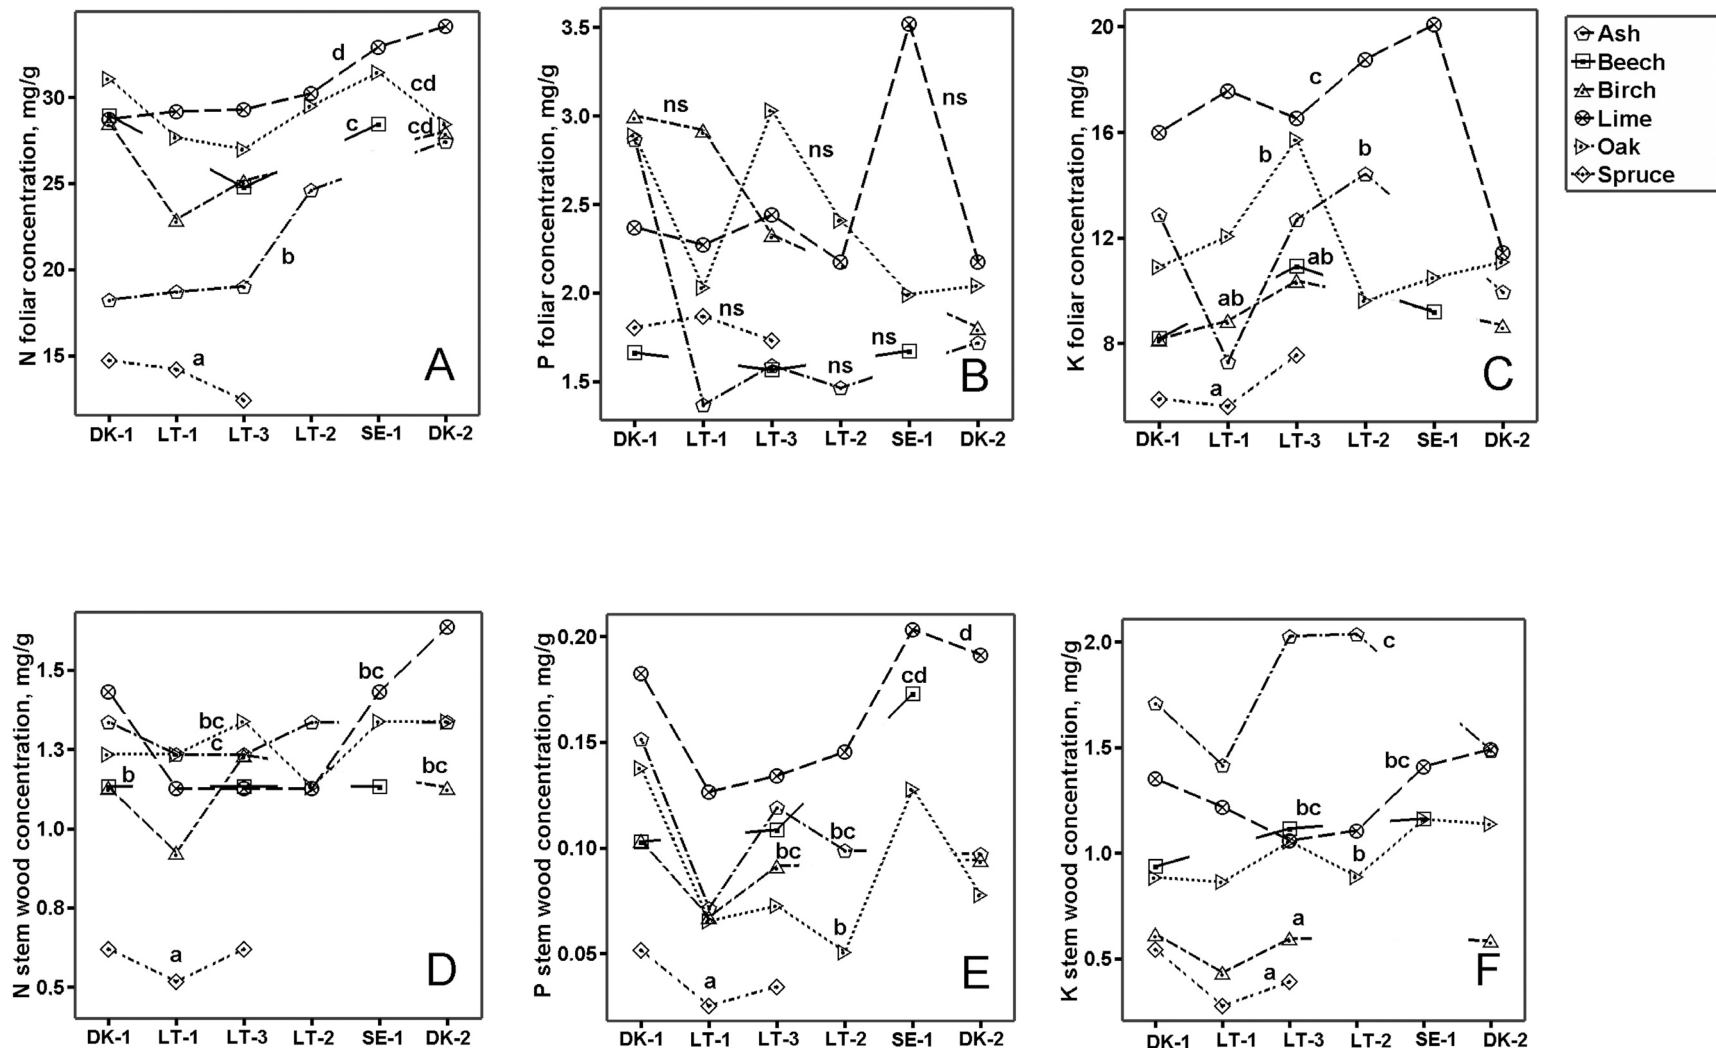 N foliar concentration, mg/g
30
25
20
15
d
cd
c
cd
b
a
A
DK-1 LT-1 LT-3 LT-2 SE-1 DK-2
P foliar concentration, mg/g
3.5
3.0
2.5
2.0
1.5
ns
ns
ns
ns
ns
ns
B
DK-1 LT-1 LT-3 LT-2 SE-1 DK-2
K foliar concentration, mg/g
20
16
12
8
c
b
b
ab
ab
a
C
DK-1 LT-1 LT-3 LT-2 SE-1 DK-2
Ash
Beech
Birch
Lime
Oak
Spruce
N stem wood concentration, mg/g
1.5
1.3
1.0
0.8
0.5
bc
bc
c
b
bc
a
D
DK-1 LT-1 LT-3 LT-2 SE-1 DK-2
P stem wood concentration, mg/g
0.20
0.15
0.10
0.05
d
cd
bc
bc
b
a
E
DK-1 LT-1 LT-3 LT-2 SE-1 DK-2
K stem wood concentration, mg/g
2.0
1.5
1.0
0.5
c
bc
bc
b
a
a
F
DK-1 LT-1 LT-3 LT-2 SE-1 DK-2